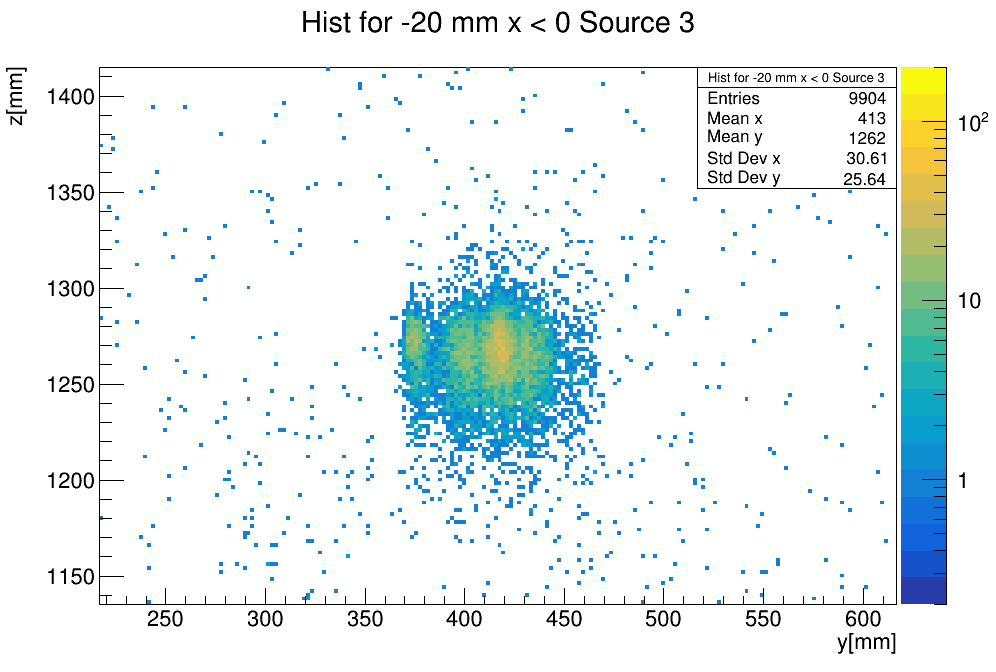 Hist for -20 mm x < 0 Source 3
z[mm]
Hist for -20 mm x < 0 Source 3
Entries 9904
Mean x 413
Mean y 1262
Std Dev x 30.61
Std Dev y 25.64
1400
1350
1300
1250
1200
1150
10²
10
1
250 300 350 400 450 500 550 600
y[mm]